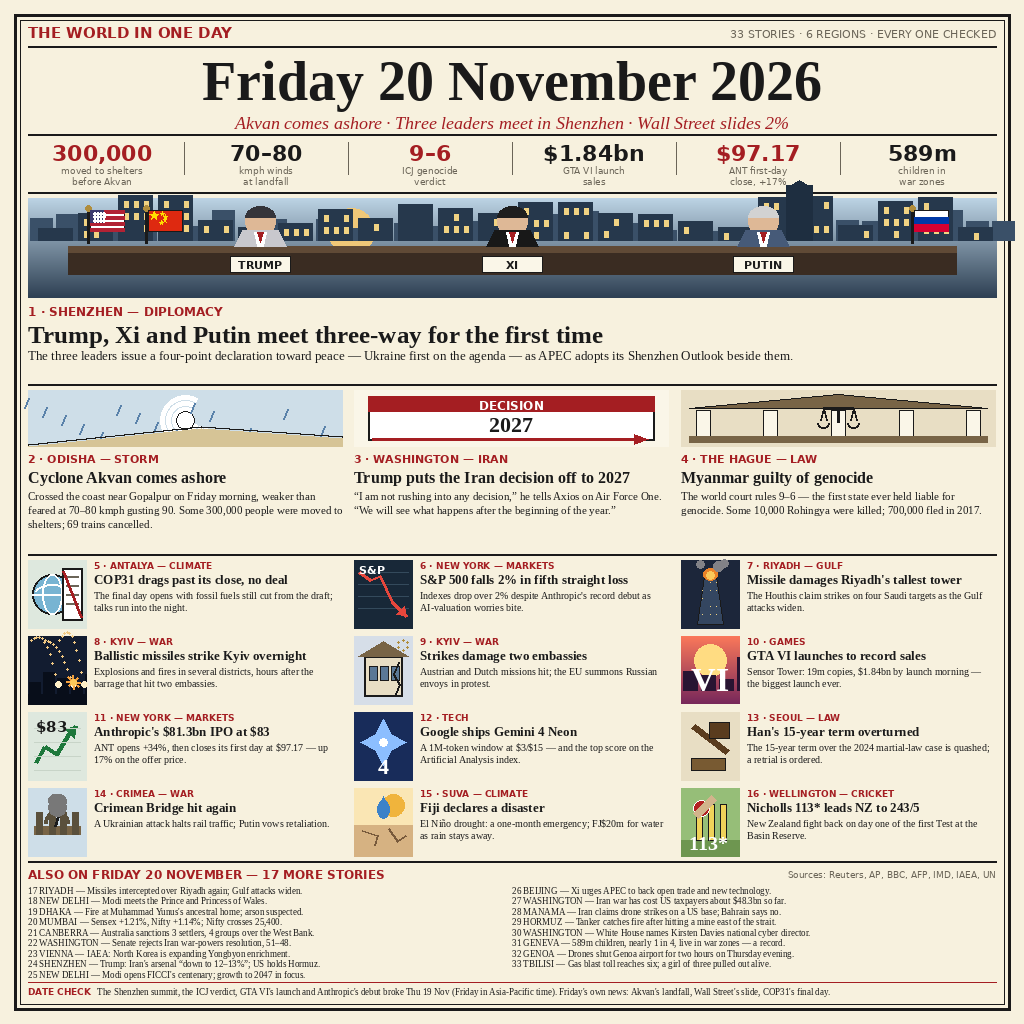 THE WORLD IN ONE DAY
33 STORIES · 6 REGIONS · EVERY ONE CHECKED
Friday 20 November 2026
Akvan comes ashore · Three leaders meet in Shenzhen · Wall Street slides 2%
300,000
moved to shelters
before Akvan
70–80
kmph winds
at landfall
9–6
ICJ genocide
verdict
$1.84bn
GTA VI launch
sales
$97.17
ANT first-day
close, +17%
589m
children in
war zones
TRUMP
XI
PUTIN
1 · SHENZHEN — DIPLOMACY
Trump, Xi and Putin meet three-way for the first time
The three leaders issue a four-point declaration toward peace — Ukraine first on the agenda — as APEC adopts its Shenzhen Outlook beside them.
2 · ODISHA — STORM
Cyclone Akvan comes ashore
Crossed the coast near Gopalpur on Friday morning, weaker than
feared at 70–80 kmph gusting 90. Some 300,000 people were moved to
shelters; 69 trains cancelled.
DECISION
2027
3 · WASHINGTON — IRAN
Trump puts the Iran decision off to 2027
“I am not rushing into any decision,” he tells Axios on Air Force One.
“We will see what happens after the beginning of the year.”
4 · THE HAGUE — LAW
Myanmar guilty of genocide
The world court rules 9–6 — the first state ever held liable for
genocide. Some 10,000 Rohingya were killed; 700,000 fled in 2017.
5 · ANTALYA — CLIMATE
COP31 drags past its close, no deal
The final day opens with fossil fuels still cut from the draft;
talks run into the night.
S&P
6 · NEW YORK — MARKETS
S&P 500 falls 2% in fifth straight loss
Indexes drop over 2% despite Anthropic's record debut as
AI-valuation worries bite.
7 · RIYADH — GULF
Missile damages Riyadh's tallest tower
The Houthis claim strikes on four Saudi targets as the Gulf
attacks widen.
8 · KYIV — WAR
Ballistic missiles strike Kyiv overnight
Explosions and fires in several districts, hours after the
barrage that hit two embassies.
9 · KYIV — WAR
Strikes damage two embassies
Austrian and Dutch missions hit; the EU summons Russian
envoys in protest.
VI
10 · GAMES
GTA VI launches to record sales
Sensor Tower: 19m copies, $1.84bn by launch morning —
the biggest launch ever.
$83
11 · NEW YORK — MARKETS
Anthropic's $81.3bn IPO at $83
ANT opens +34%, then closes its first day at $97.17 — up
17% on the offer price.
4
12 · TECH
Google ships Gemini 4 Neon
A 1M-token window at $3/$15 — and the top score on the
Artificial Analysis index.
13 · SEOUL — LAW
Han's 15-year term overturned
The 15-year term over the 2024 martial-law case is quashed;
a retrial is ordered.
14 · CRIMEA — WAR
Crimean Bridge hit again
A Ukrainian attack halts rail traffic; Putin vows retaliation.
15 · SUVA — CLIMATE
Fiji declares a disaster
El Niño drought: a one-month emergency; FJ$20m for water
as rain stays away.
113*
16 · WELLINGTON — CRICKET
Nicholls 113* leads NZ to 243/5
New Zealand fight back on day one of the first Test at the
Basin Reserve.
ALSO ON FRIDAY 20 NOVEMBER — 17 MORE STORIES
Sources: Reuters, AP, BBC, AFP, IMD, IAEA, UN
17 RIYADH — Missiles intercepted over Riyadh again; Gulf attacks widen.
18 NEW DELHI — Modi meets the Prince and Princess of Wales.
19 DHAKA — Fire at Muhammad Yunus's ancestral home; arson suspected.
20 MUMBAI — Sensex +1.21%, Nifty +1.14%; Nifty crosses 25,400.
21 CANBERRA — Australia sanctions 3 settlers, 4 groups over the West Bank.
22 WASHINGTON — Senate rejects Iran war-powers resolution, 51–48.
23 VIENNA — IAEA: North Korea is expanding Yongbyon enrichment.
24 SHENZHEN — Trump: Iran's arsenal “down to 12–13%”; US holds Hormuz.
25 NEW DELHI — Modi opens FICCI's centenary; growth to 2047 in focus.
26 BEIJING — Xi urges APEC to back open trade and new technology.
27 WASHINGTON — Iran war has cost US taxpayers about $48.3bn so far.
28 MANAMA — Iran claims drone strikes on a US base; Bahrain says no.
29 HORMUZ — Tanker catches fire after hitting a mine east of the strait.
30 WASHINGTON — White House names Kirsten Davies national cyber director.
31 GENEVA — 589m children, nearly 1 in 4, live in war zones — a record.
32 GENOA — Drones shut Genoa airport for two hours on Thursday evening.
33 TBILISI — Gas blast toll reaches six; a girl of three pulled out alive.
DATE CHECK The Shenzhen summit, the ICJ verdict, GTA VI's launch and Anthropic's debut broke Thu 19 Nov (Friday in Asia-Pacific time). Friday's own news: Akvan's landfall, Wall Street's slide, COP31's final day.